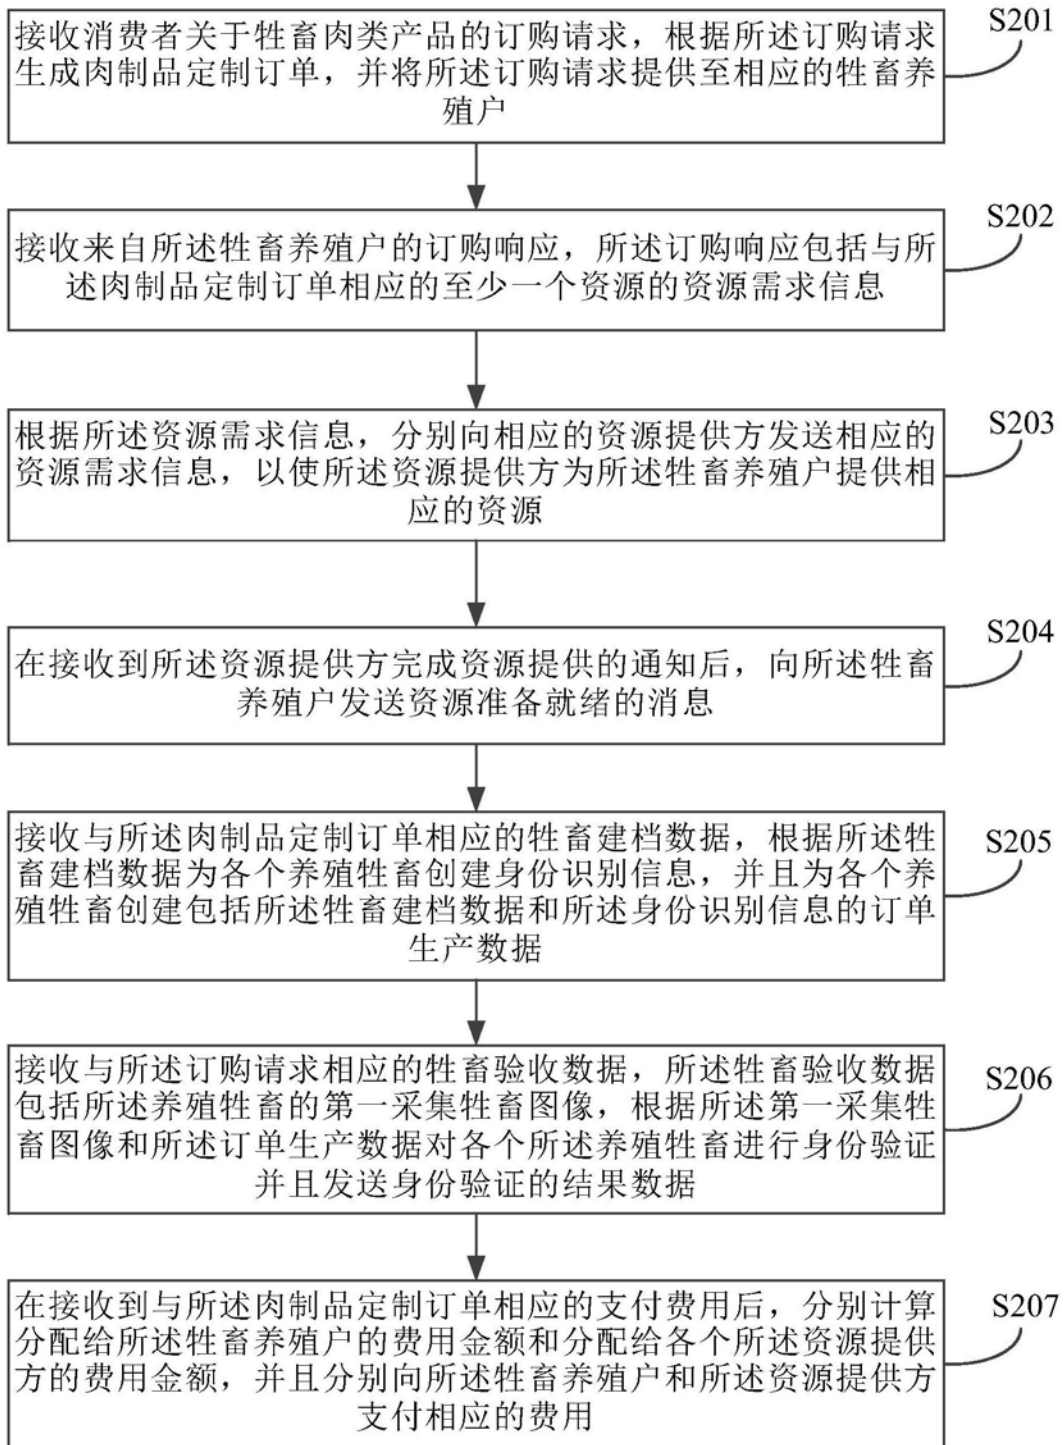 接收消费者关于牲畜肉类产品的订购请求，根据所述订购请求
生成肉制品定制订单，并将所述订购请求提供至相应的牲畜养
殖户
S201
接收来自所述牲畜养殖户的订购响应，所述订购响应包括与所
述肉制品定制订单相应的至少一个资源的资源需求信息
S202
根据所述资源需求信息，分别向相应的资源提供方发送相应的
资源需求信息，以使所述资源提供方为所述牲畜养殖户提供相
应的资源
S203
在接收到所述资源提供方完成资源提供的通知后，向所述牲畜
养殖户发送资源准备就绪的消息
S204
接收与所述肉制品定制订单相应的牲畜建档数据，根据所述牲
畜建档数据为各个养殖牲畜创建身份识别信息，并且为各个养
殖牲畜创建包括所述牲畜建档数据和所述身份识别信息的订单
生产数据
S205
接收与所述订购请求相应的牲畜验收数据，所述牲畜验收数据
包括所述养殖牲畜的第一采集牲畜图像，根据所述第一采集牲
畜图像和所述订单生产数据对各个所述养殖牲畜进行身份验证
并且发送身份验证的结果数据
S206
在接收到与所述肉制品定制订单相应的支付费用后，分别计算
分配给所述牲畜养殖户的费用金额和分配给各个所述资源提供
方的费用金额，并且分别向所述牲畜养殖户和所述资源提供方
支付相应的费用
S207